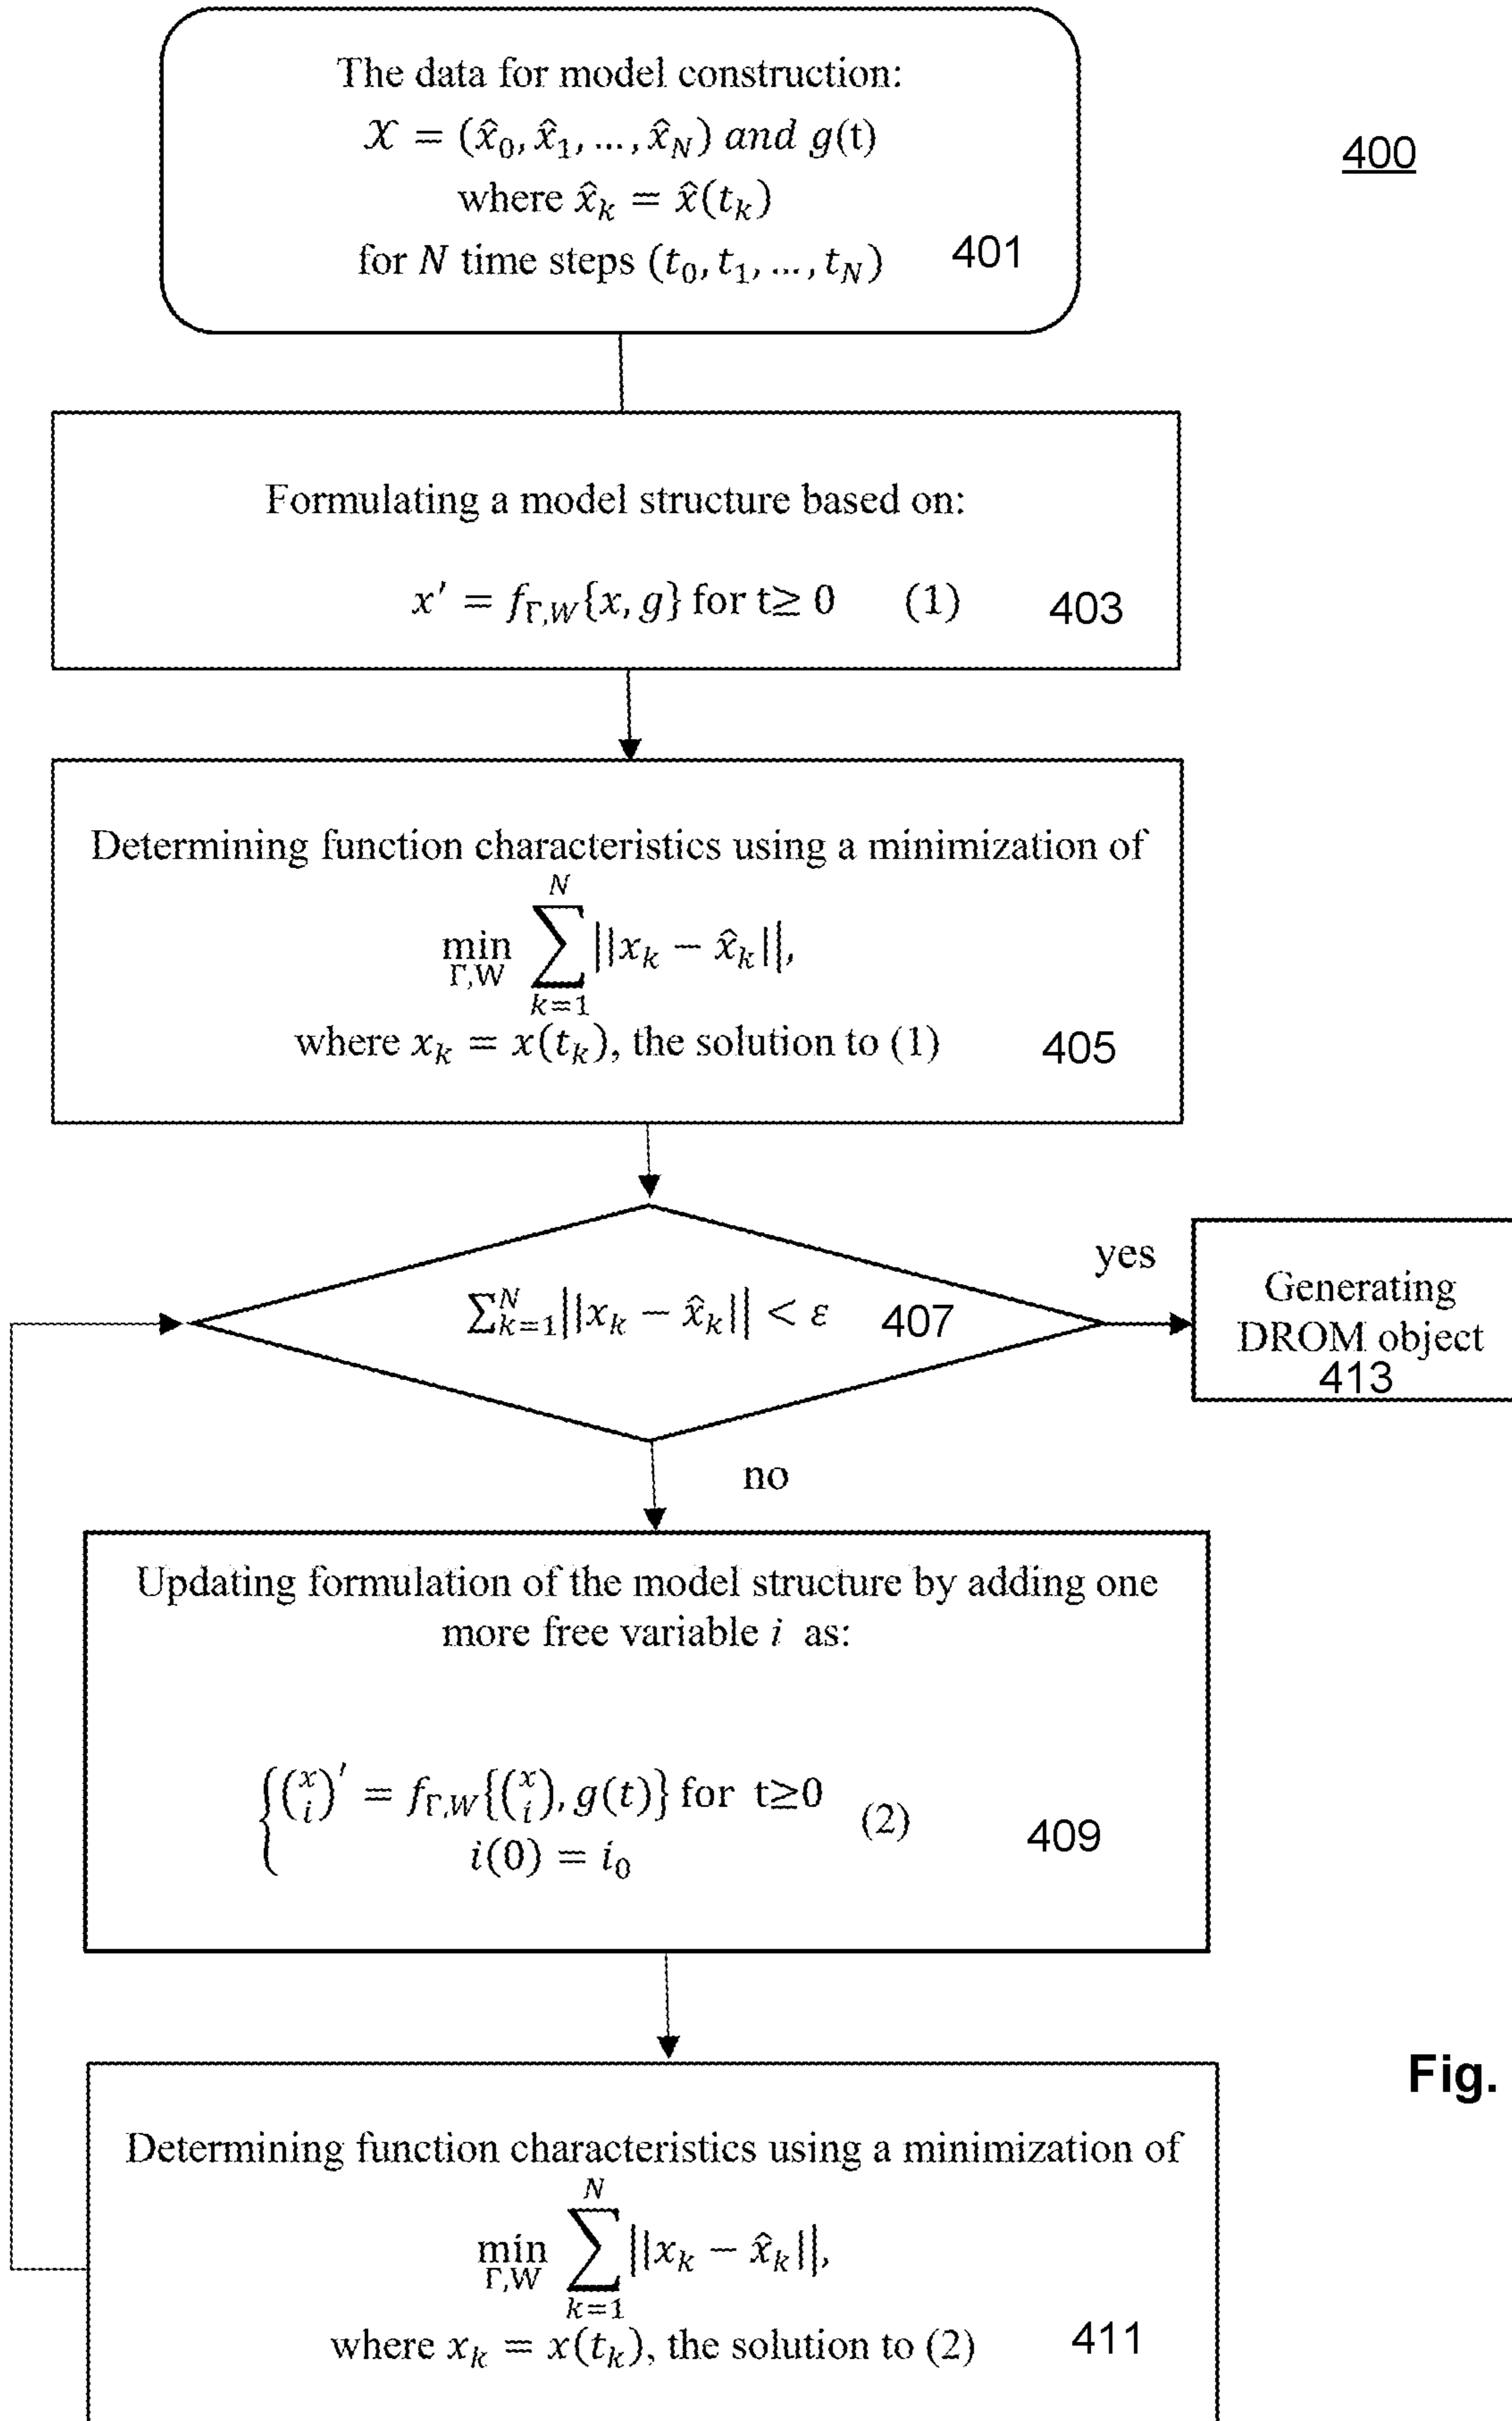 The data for model construction:
𝒳 = (x̂₀, x̂₁, ..., x̂_N) and g(t)
400
where x̂_k = x̂(t_k)
for N time steps (t₀, t₁, ..., t_N)
401
Formulating a model structure based on:
x′ = f_{Γ,W}{x, g} for t≥ 0 (1)
403
Determining function characteristics using a minimization of
min_{Γ,W} ∑_{k=1}^{N} ||x_k − x̂_k||,
where x_k = x(t_k), the solution to (1)
405
∑_{k=1}^{N} ||x_k − x̂_k|| < ε
407
yes
Generating
DROM object
413
no
Updating formulation of the model structure by adding one
more free variable i as:
{(x i)′ = f_{Γ,W}{(x i), g(t)} for t≥0
i(0) = i₀
(2)
409
Fig.
Determining function characteristics using a minimization of
min_{Γ,W} ∑_{k=1}^{N} ||x_k − x̂_k||,
where x_k = x(t_k), the solution to (2)
411